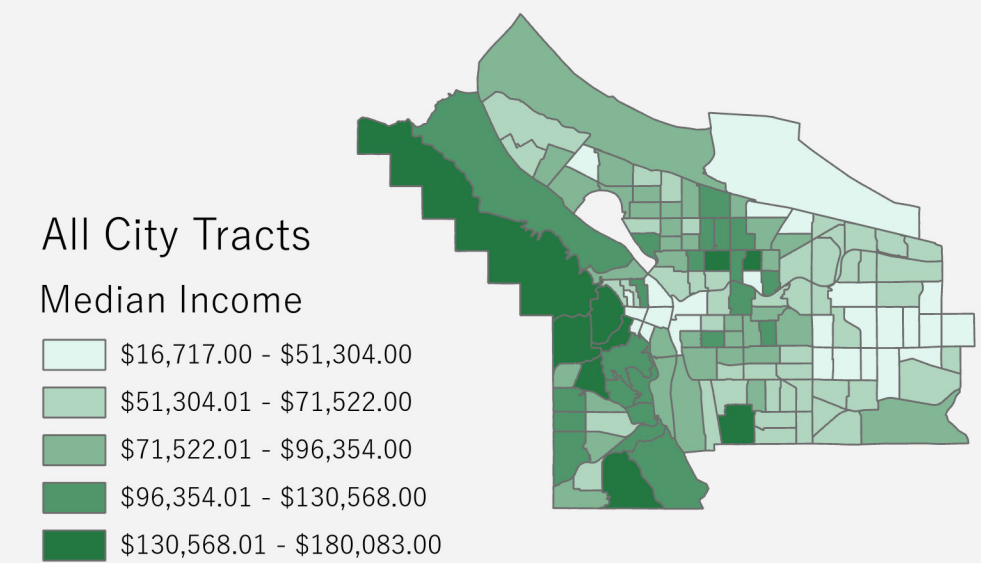 All City Tracts
Median Income
$16,717.00 - $51,304.00
$51,304.01 - $71,522.00
$71,522.01 - $96,354.00
$96,354.01 - $130,568.00
$130,568.01 - $180,083.00